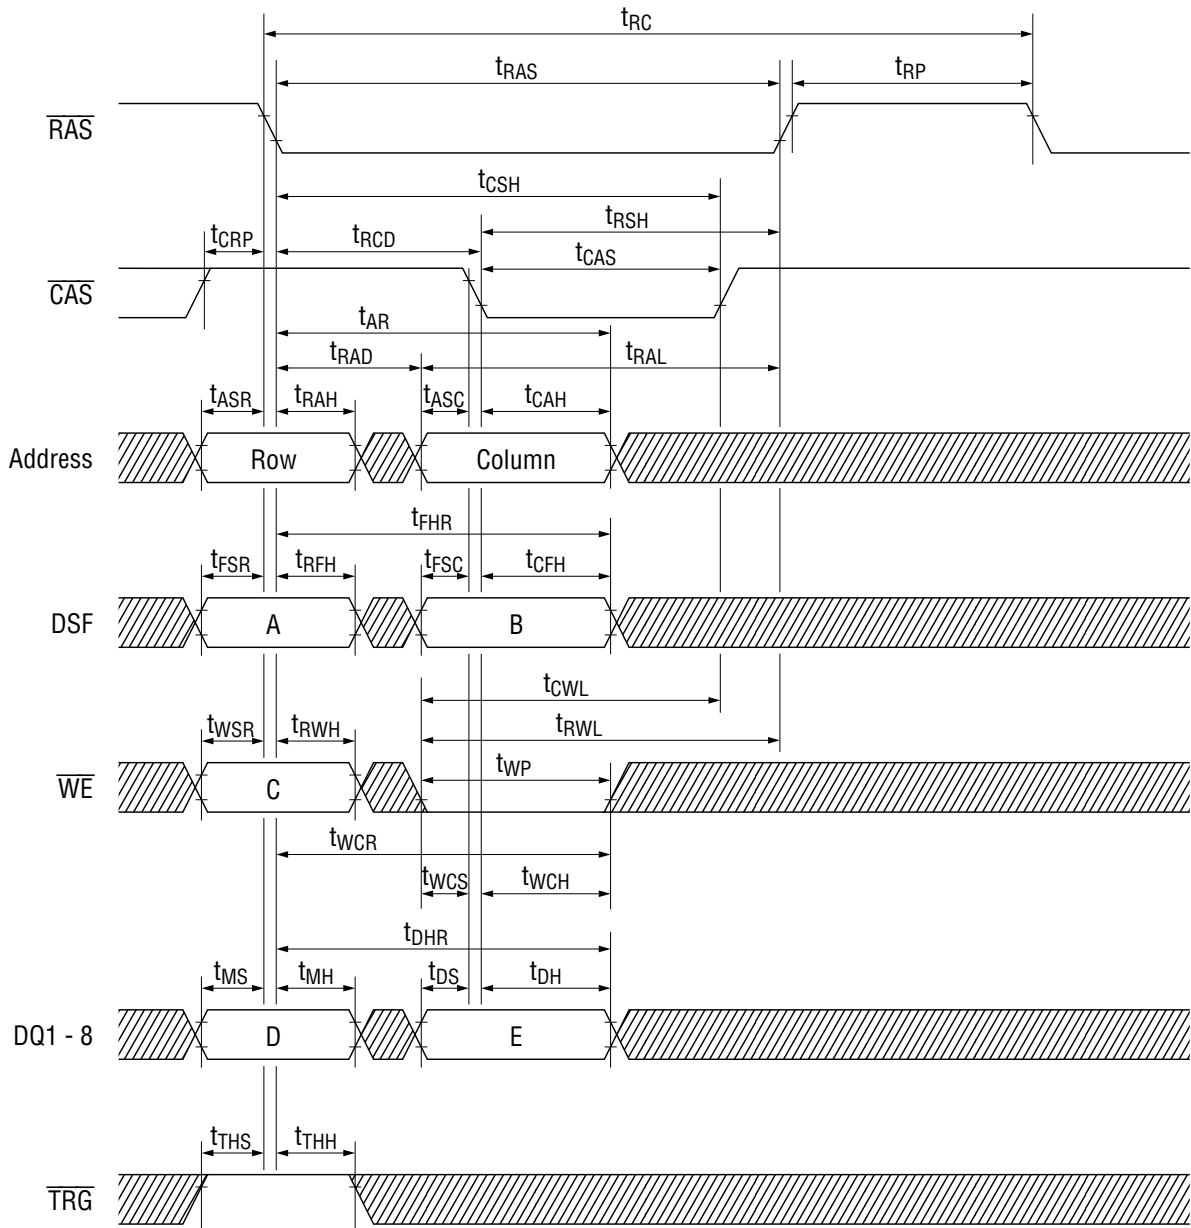 tRC
tRAS tRP
RAS
tCSH
tRSH
tCRP tRCD
tCAS
CAS
tAR
tRAD tRAL
tASR tRAH tASC tCAH
Address Row Column
tFHR
tFSR tRFH tFSC tCFH
DSF A B
tCWL
tWSR tRWH tRWL
tWP
WE C
tWCR
tWCS tWCH
tDHR
tMS tMH tDS tDH
DQ1 - 8 D E
tTHS tTHH
TRG